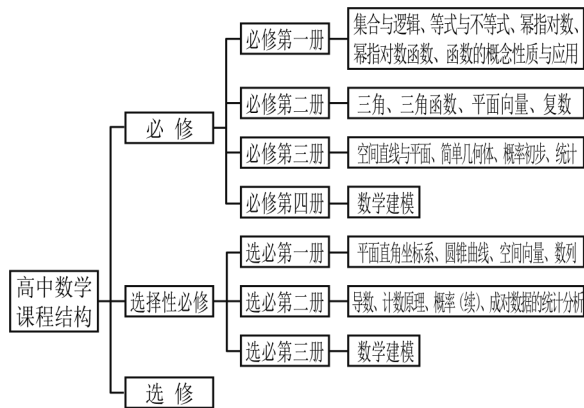 集合与逻辑、等式与不等式、幂指对数、
幂指对数函数、函数的概念性质与应用
必修第一册
必修第二册
三角、三角函数、平面向量、复数
必修
必修第三册
空间直线与平面、简单几何体、概率初步、统计
必修第四册
数学建模
选必第一册
平面直角坐标系、圆锥曲线、空间向量、数列
高中数学
课程结构
选择性必修
选必第二册
导数、计数原理、概率(续)、成对数据的统计分析
选必第三册
数学建模
选修